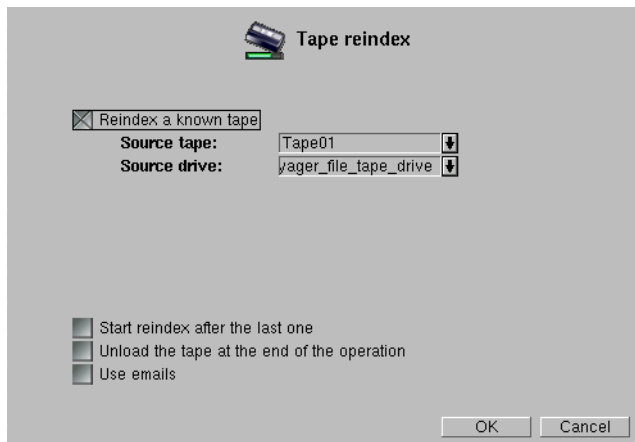 Tape reindex
Reindex a known tape
Source tape: Tape01
Source drive: yager_file_tape_drive
Start reindex after the last one
Unload the tape at the end of the operation
Use emails
OK Cancel